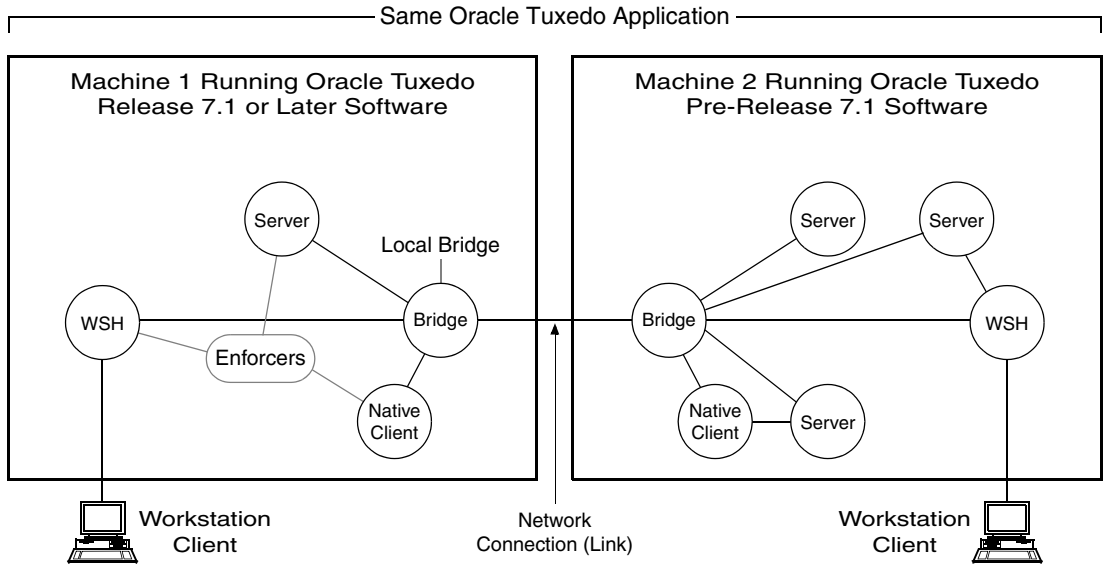 Same Oracle Tuxedo Application
Machine 1 Running Oracle Tuxedo
Release 7.1 or Later Software
Server
Local Bridge
WSH
Bridge
Enforcers
Native
Client
Machine 2 Running Oracle Tuxedo
Pre-Release 7.1 Software
Server
Server
Bridge
WSH
Native
Client
Server
Workstation
Client
Network
Connection (Link)
Workstation
Client